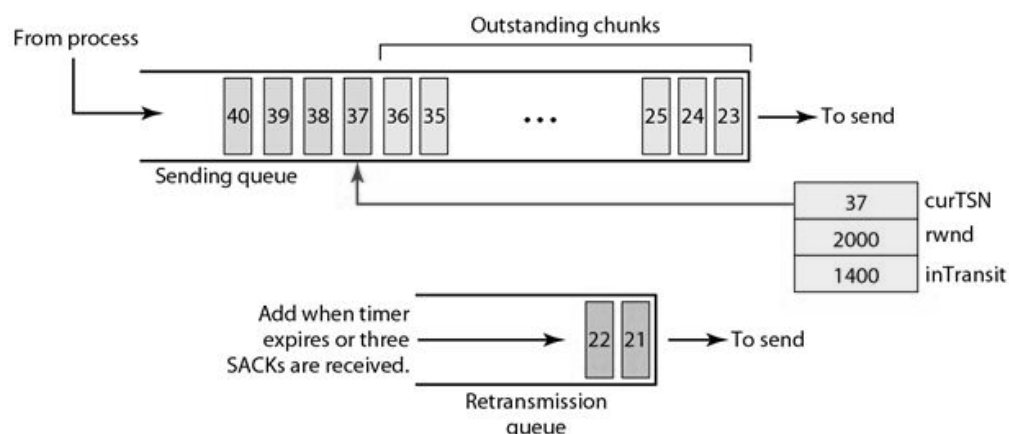 Outstanding chunks
From process
40 39 38 37 36 35 ... 25 24 23
To send
Sending queue
37 curTSN
2000 rwnd
1400 inTransit
Add when timer
expires or three
SACKs are received.
22 21
To send
Retransmission
queue